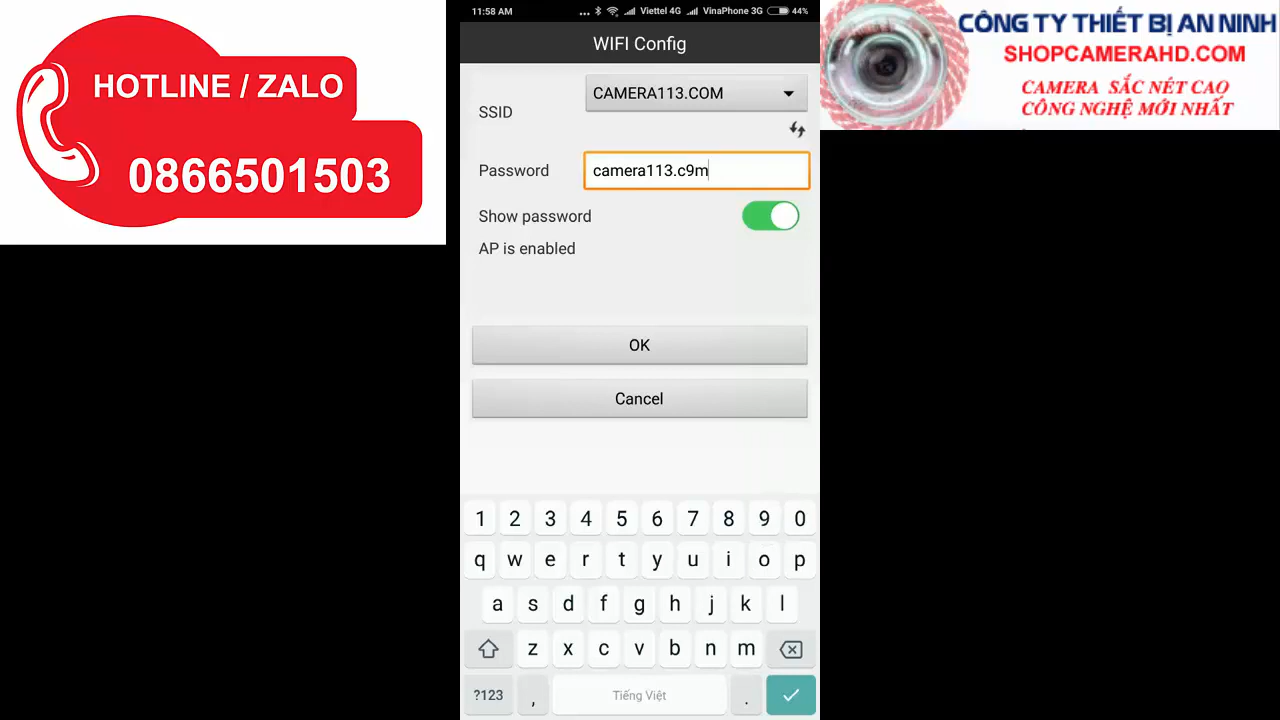 HOTLINE / ZALO
0866501503
11:58 AM ... Viettel 4G VinaPhone 3G 44%
WIFI Config
SSID
CAMERA113.COM
Password
camera113.c9m
Show password
AP is enabled
OK
Cancel
1 2 3 4 5 6 7 8 9 0
q w e r t y u i o p
a s d f g h j k l
z x c v b n m
?123 , Tiếng Việt .
CÔNG TY THIẾT BỊ AN NINH
SHOPCAMERAHD.COM
CAMERA SẮC NÉT CAO
CÔNG NGHỆ MỚI NHẤT